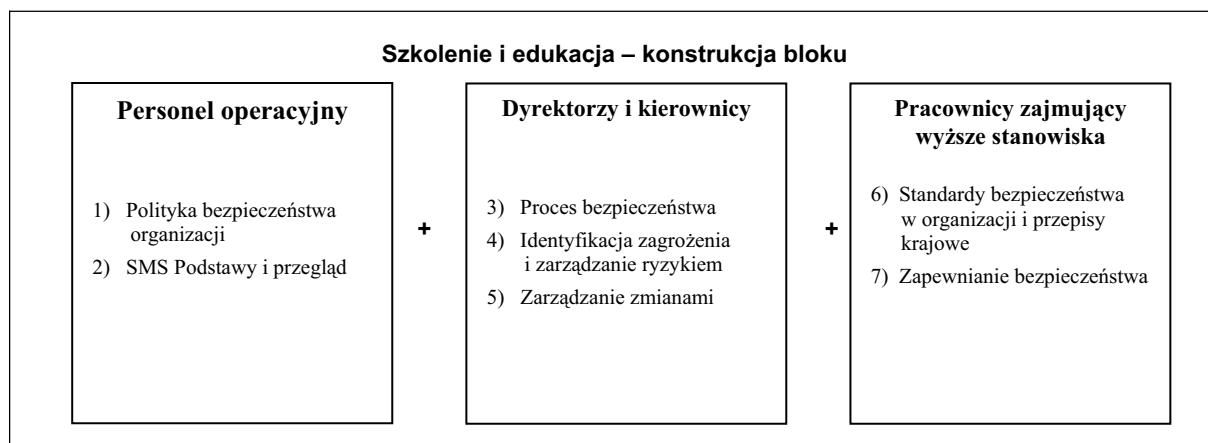 Szkolenie i edukacja – konstrukcja bloku
Personel operacyjny
1) Polityka bezpieczeństwa
organizacji
2) SMS Podstawy i przegląd
+
Dyrektorzy i kierownicy
3) Proces bezpieczeństwa
4) Identyfikacja zagrożenia
i zarządzanie ryzykiem
5) Zarządzanie zmianami
+
Pracownicy zajmujący
wyższe stanowiska
6) Standardy bezpieczeństwa
w organizacji i przepisy
krajowe
7) Zapewnianie bezpieczeństwa